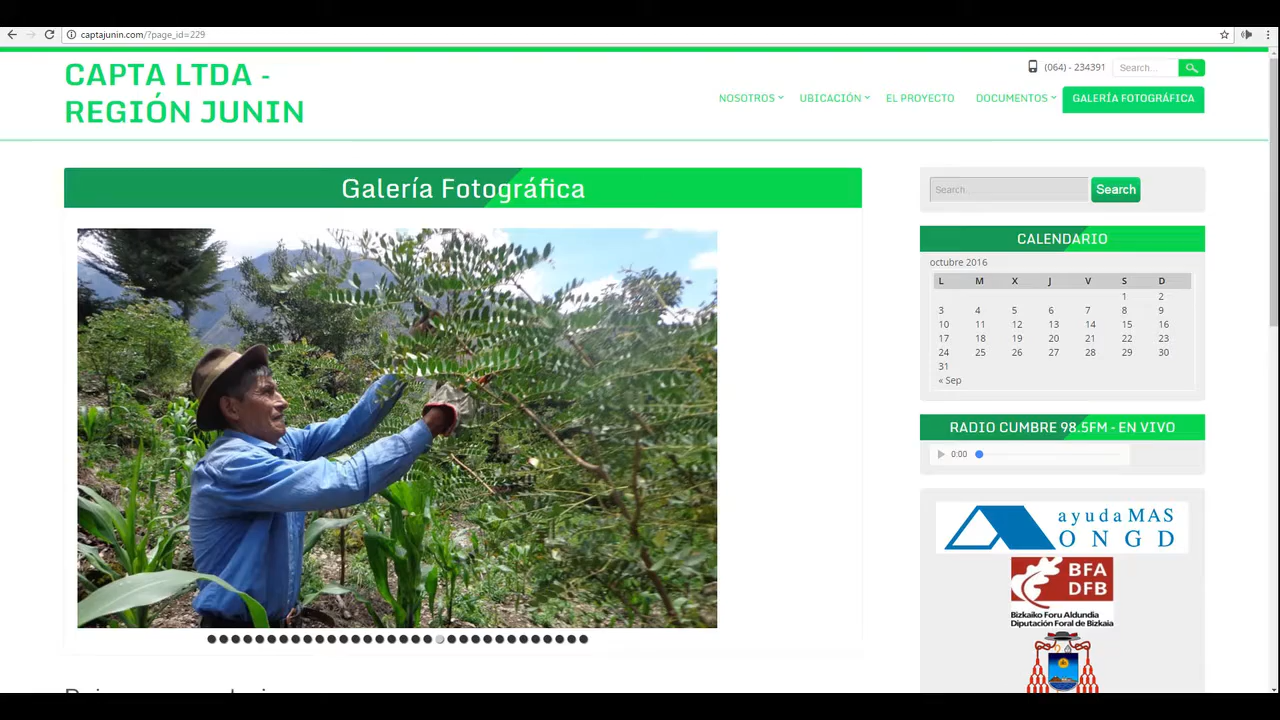 captajunin.com/?page_id=229
CAPTA LTDA -
REGIÓN JUNIN
(064) - 234391
Search...
NOSOTROS
UBICACIÓN
EL PROYECTO
DOCUMENTOS
GALERÍA FOTOGRÁFICA
Galería Fotográfica
Search...
Search
CALENDARIO
octubre 2016
L M X J V S D
1 2
3 4 5 6 7 8 9
10 11 12 13 14 15 16
17 18 19 20 21 22 23
24 25 26 27 28 29 30
31
« Sep
RADIO CUMBRE 98.5FM - EN VIVO
0:00
ayudaMAS
ONGD
BFA
DFB
Bizkaiko Foru Aldundia
Diputación Foral de Bizkaia